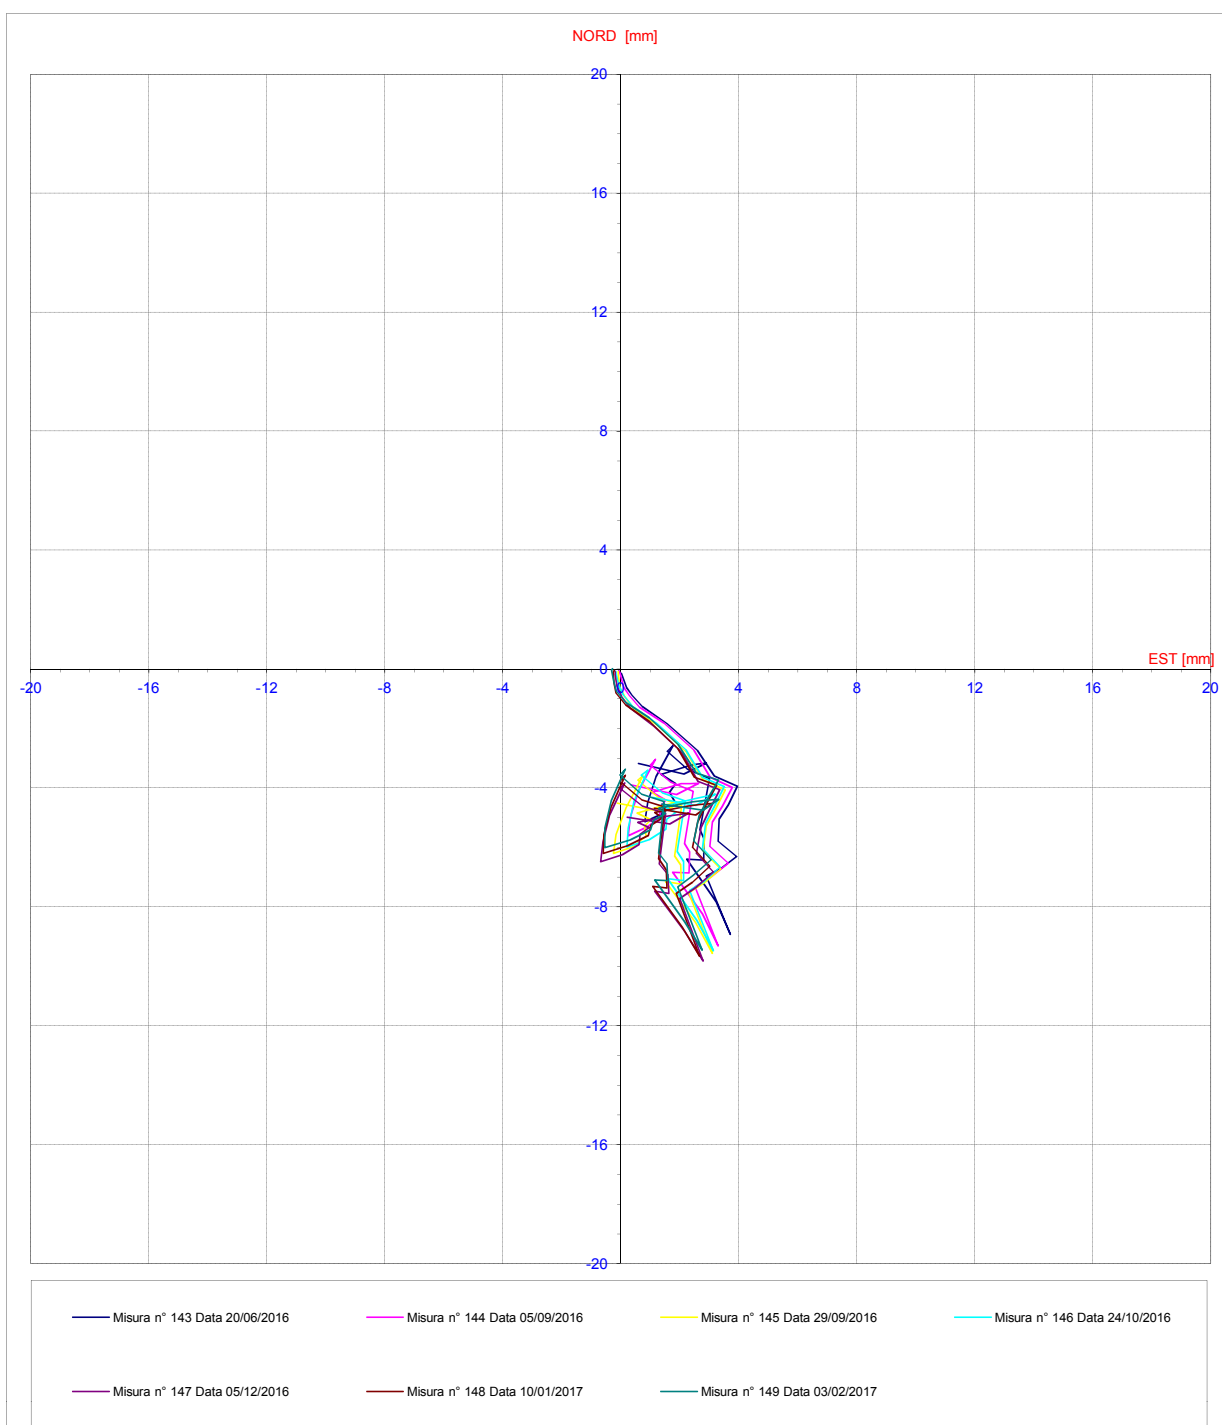 NORD [mm]
20
16
12
8
4
0
EST [mm]
-20 -16 -12 -8 -4 0 4 8 12 16 20
-4
-8
-12
-16
-20
Misura n° 143 Data 20/06/2016 Misura n° 144 Data 05/09/2016 Misura n° 145 Data 29/09/2016 Misura n° 146 Data 24/10/2016
Misura n° 147 Data 05/12/2016 Misura n° 148 Data 10/01/2017 Misura n° 149 Data 03/02/2017